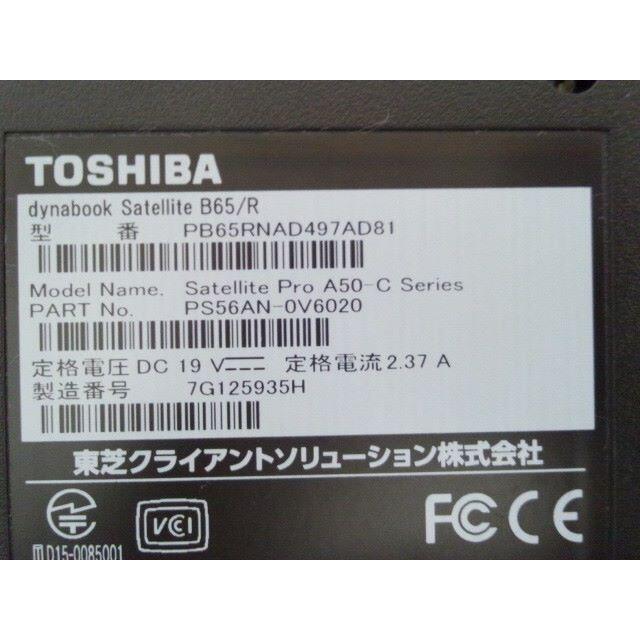 TOSHIBA
dynabook Satellite B65/R
型 番 PB65RNAD497AD81
Model Name. Satellite Pro A50-C Series
PART No. PS56AN-0V6020
定格電圧DC 19 V⎓ 定格電流2.37 A
製造番号 7G125935H
東芝クライアントソリューション株式会社
VCI FC CE
T D15-0085001